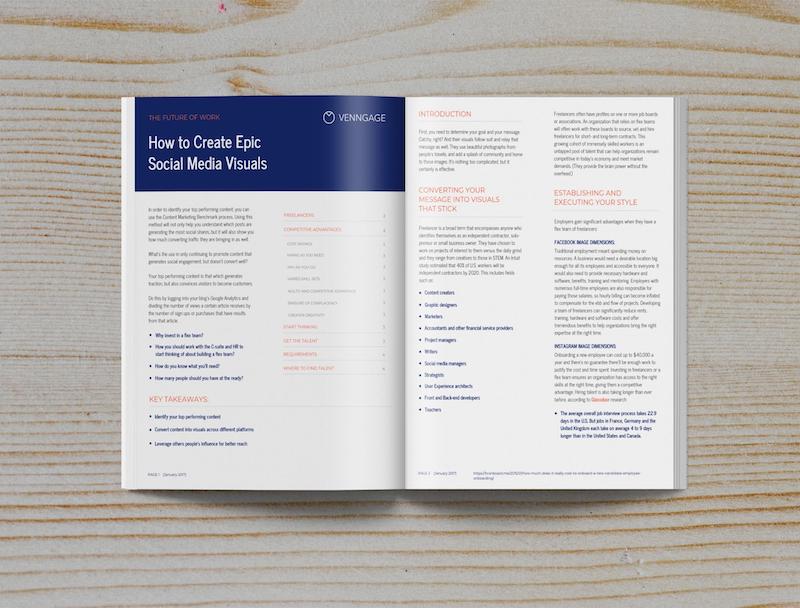 THE FUTURE OF WORK
VENNGAGE
How to Create Epic
Social Media Visuals
In order to identify your top performing content, you can
use the Content Marketing Benchmark process. Using this
method will not only help you understand which posts are
generating the most social shares, but it will also show you
how much converting traffic they are bringing in as well.
What's the use in only continuing to promote content that
generates social engagement, but doesn't convert well?
Your top performing content is that which generates
traction, but also convinces visitors to become customers.
Do this by logging into your blog's Google Analytics and
dividing the number of views a certain article receives by
the number of sign ups or purchases that have results
from that article.
Why invest in a flex team?
How you should work with the C-suite and HR to
start thinking of about building a flex team?
How do you know what you'll need?
How many people should you have at the ready?
KEY TAKEAWAYS:
Identify your top performing content
Convert content into visuals across different platforms
Leverage others people's influence for better reach
FREELANCERS
COMPETITIVE ADVANTAGES
COST SAVINGS
HIRING AS YOU NEED
PAY AS YOU GO
VARIED SKILL SETS
AGILITY AND COMPETITIVE ADVANTAGE
ERASURE OF COMPLACENCY
GREATER CREATIVITY
START THINKING
GET THE TALENT
REQUIREMENTS
WHERE TO FIND TALENT
PAGE 1 (January 2017)
INTRODUCTION
First, you need to determine your goal and your message.
Catchy, right? And their visuals follow suit and relay that
message as well. They use beautiful photographs from
people's travels, and add a splash of community and home
to those images. It's nothing too complicated, but it
certainly is effective.
CONVERTING YOUR
MESSAGE INTO VISUALS
THAT STICK
Freelancer is a broad term that encompasses anyone who
identifies themselves as an independent contractor, solo-
preneur or small business owner. They have chosen to
work on projects of interest to them versus the daily grind
and they range from creatives to those in STEM. An Intuit
study estimated that 40% of U.S. workers will be
independent contractors by 2020. This includes fields
such as:
Content creators
Graphic designers
Marketers
Accountants and other financial service providers
Project managers
Writers
Social media managers
Strategists
User Experience architects
Front and Back-end developers
Teachers
Freelancers often have profiles on one or more job boards
or associations. An organization that relies on flex teams
will often work with these boards to source, vet and hire
freelancers for short- and long-term contracts. This
growing cohort of immensely skilled workers is an
untapped pool of talent that can help organizations remain
competitive in today's economy and meet market
demands. (They provide the brain power without the
overhead!)
ESTABLISHING AND
EXECUTING YOUR STYLE
Employers gain significant advantages when they have a
flex team of freelancers:
FACEBOOK IMAGE DIMENSIONS:
Traditional employment meant spending money on
resources. A business would need a desirable location big
enough for all its employees and accessible to everyone. It
would also need to provide necessary hardware and
software, benefits, training and mentoring. Employers with
numerous full-time employees are also responsible for
paying those salaries, so hourly billing can become inflated
to compensate for the ebb and flow of projects. Developing
a team of freelancers can significantly reduce rents,
training, hardware and software costs and offer
tremendous benefits to help organizations bring the right
expertise at the right time.
INSTAGRAM IMAGE DIMENSIONS:
Onboarding a new employee can cost up to $40,000 a
year and there's no guarantee there'll be enough work to
justify the cost and time spent. Investing in freelancers or a
flex team ensures an organization has access to the right
skills at the right time, giving them a competitive
advantage. Hiring talent is also taking longer than ever
before, according to Glassdoor research:
The average overall job interview process takes 22.9
days in the U.S. But jobs in France, Germany and the
United Kingdom each take on average 4 to 9 days
longer than in the United States and Canada.
PAGE 2 (January 2017)